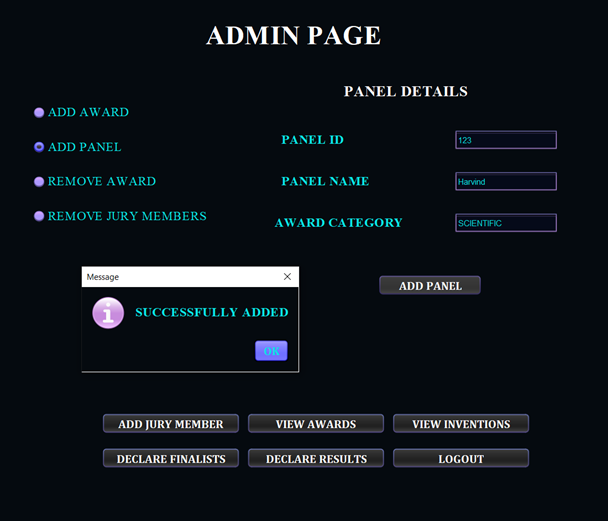 ADMIN PAGE
PANEL DETAILS
ADD AWARD
ADD PANEL
REMOVE AWARD
REMOVE JURY MEMBERS
PANEL ID
123
PANEL NAME
Harvind
AWARD CATEGORY
SCIENTIFIC
Message
SUCCESSFULLY ADDED
OK
ADD PANEL
ADD JURY MEMBER
VIEW AWARDS
VIEW INVENTIONS
DECLARE FINALISTS
DECLARE RESULTS
LOGOUT